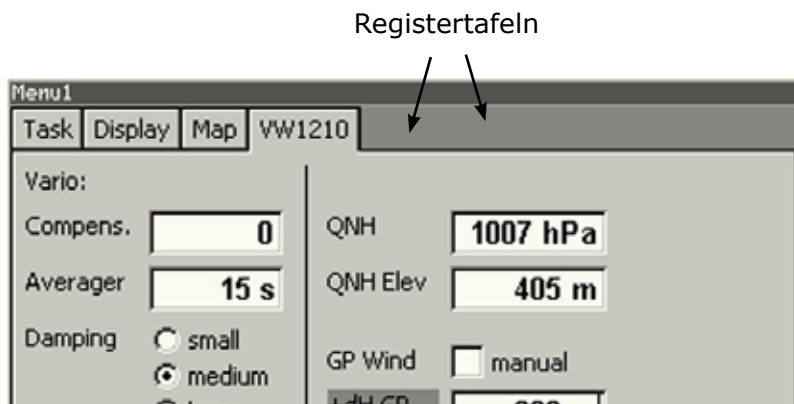 Registertafeln
Menu1
Task Display Map VW1210
Vario:
Compens. 0 QNH 1007 hPa
Averager 15 s QNH Elev 405 m
Damping small
GP Wind manual
medium